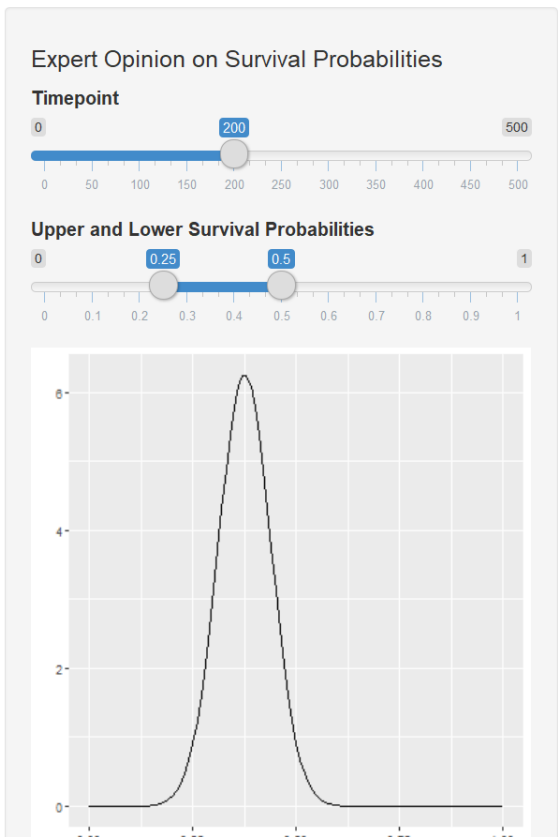 Expert Opinion on Survival Probabilities
Timepoint
0 200 500
0 50 100 150 200 250 300 350 400 450 500
Upper and Lower Survival Probabilities
0 0.25 0.5 1
0 0.1 0.2 0.3 0.4 0.5 0.6 0.7 0.8 0.9 1
6
4
2
0